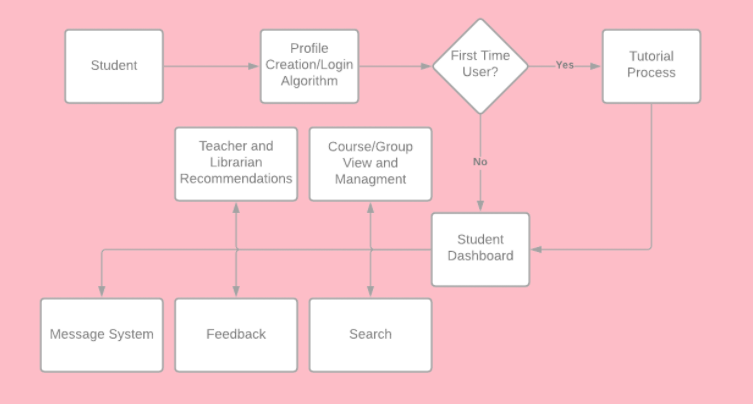 Student
Profile
Creation/Login
Algorithm
First Time
User?
Yes
Tutorial
Process
Teacher and
Librarian
Recommendations
Course/Group
View and
Managment
No
Student
Dashboard
Message System
Feedback
Search